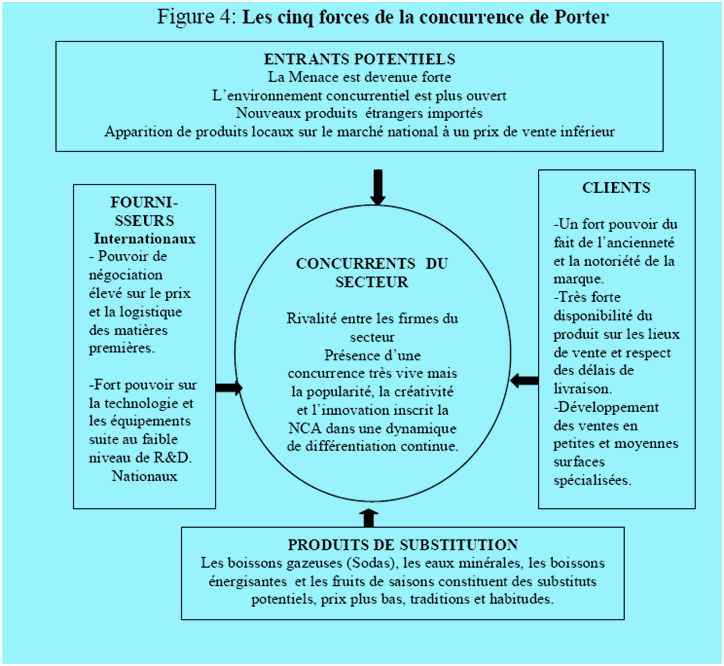 Figure 4: Les cinq forces de la concurrence de Porter
ENTRANTS POTENTIELS
La Menace est devenue forte
L'environnement concurrentiel est plus ouvert
Nouveaux produits étrangers importés
Apparition de produits locaux sur le marché national à un prix de vente inférieur
FOURNI-
SSEURS
Internationaux
- Pouvoir de
négociation
élevé sur le prix
et la logistique
des matières
premières.
-Fort pouvoir sur
la technologie et
les équipements
suite au faible
niveau de R&D.
Nationaux
CONCURRENTS DU
SECTEUR
Rivalité entre les firmes du
secteur
Présence d'une
concurrence très vive mais
la popularité, la créativité
et l'innovation inscrit la
NCA dans une dynamique
de différentiation continue.
CLIENTS
-Un fort pouvoir du
fait de l'ancienneté
et la notoriété de la
marque.
-Très forte
disponibilité du
produit sur les lieux
de vente et respect
des délais de
livraison.
-Développement
des ventes en
petites et moyennes
surfaces
spécialisées.
PRODUITS DE SUBSTITUTION
Les boissons gazeuses (Sodas), les eaux minérales, les boissons
énergisantes et les fruits de saisons constituent des substituts
potentiels, prix plus bas, traditions et habitudes.